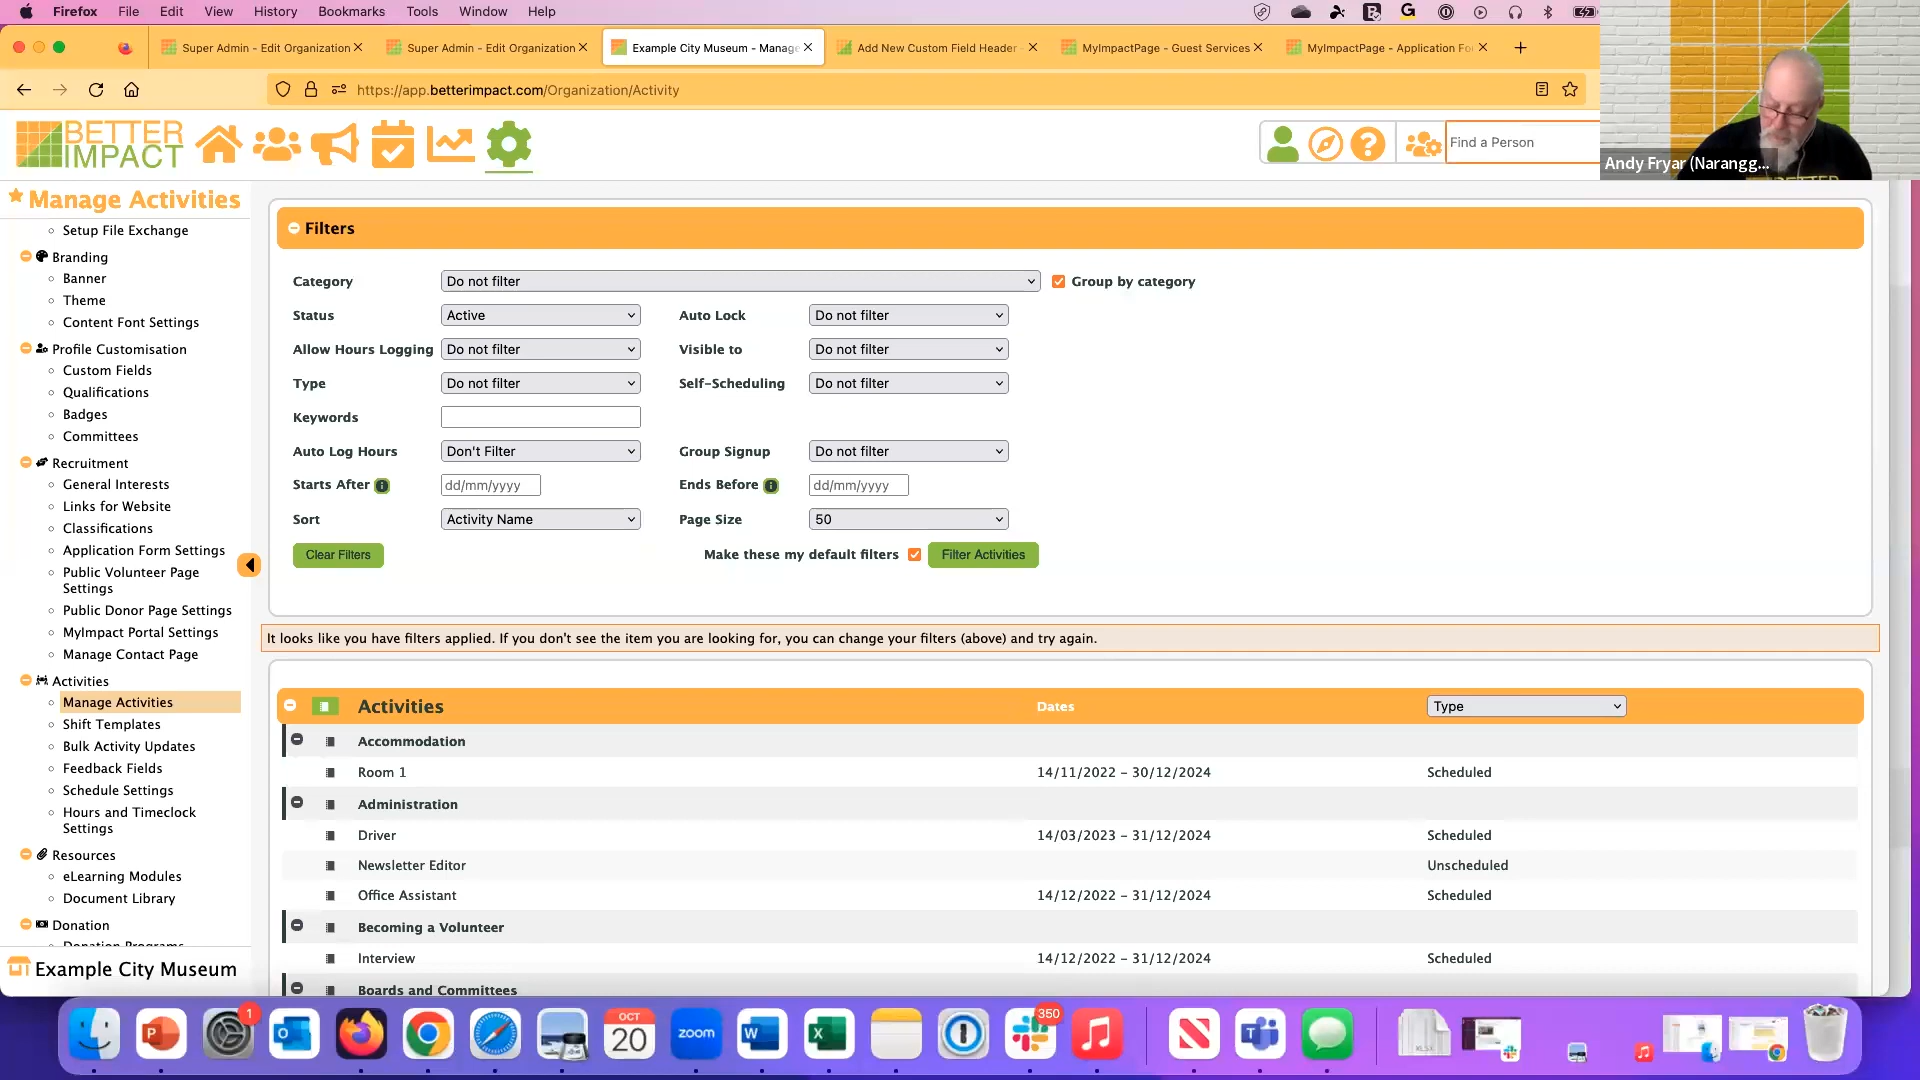 Firefox File Edit View History Bookmarks Tools Window Help
Super Admin - Edit Organization
Super Admin - Edit Organization
Example City Museum - Manage
Add New Custom Field Header
MyImpactPage - Guest Services
MyImpactPage - Application Fo
https://app.betterimpact.com/Organization/Activity
BETTER
IMPACT
Find a Person
Andy Fryar (Narangg...
Manage Activities
Setup File Exchange
Branding
Banner
Theme
Content Font Settings
Profile Customisation
Custom Fields
Qualifications
Badges
Committees
Recruitment
General Interests
Links for Website
Classifications
Application Form Settings
Public Volunteer Page
Settings
Public Donor Page Settings
MyImpact Portal Settings
Manage Contact Page
Activities
Manage Activities
Shift Templates
Bulk Activity Updates
Feedback Fields
Schedule Settings
Hours and Timeclock
Settings
Resources
eLearning Modules
Document Library
Donation
Donation Programs
Example City Museum
Filters
Category Do not filter Group by category
Status Active Auto Lock Do not filter
Allow Hours Logging Do not filter Visible to Do not filter
Type Do not filter Self-Scheduling Do not filter
Keywords
Auto Log Hours Don't Filter Group Signup Do not filter
Starts After dd/mm/yyyy Ends Before dd/mm/yyyy
Sort Activity Name Page Size 50
Clear Filters Make these my default filters Filter Activities
It looks like you have filters applied. If you don't see the item you are looking for, you can change your filters (above) and try again.
Activities Dates Type
Accommodation
Room 1 14/11/2022 - 30/12/2024 Scheduled
Administration
Driver 14/03/2023 - 31/12/2024 Scheduled
Newsletter Editor Unscheduled
Office Assistant 14/12/2022 - 31/12/2024 Scheduled
Becoming a Volunteer
Interview 14/12/2022 - 31/12/2024 Scheduled
Boards and Committees
1
OCT
20
zoom
350
XLSX